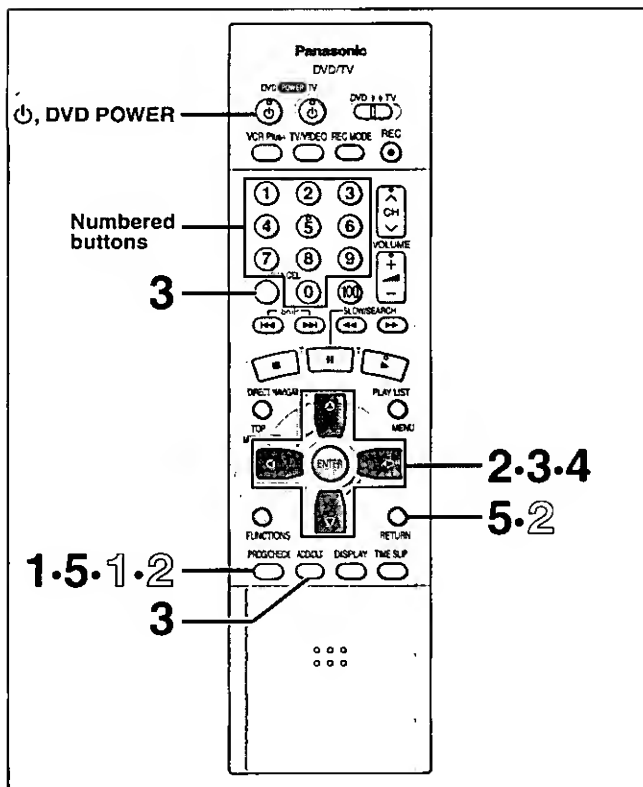 Panasonic
DVD/TV
DVD POWER TV
DVD TV
⏻, DVD POWER
VCR Plus+ TV/VIDEO REC MODE REC
1 2 3
CH
Numbered
buttons
4 5 6
VOLUME
7 8 9
3
0 100
SKIP
SLOW/SEARCH
PLAY LIST
TOP
MENU
ENTER
2•3•4
5•2
FUNCTIONS
RETURN
1•5•1•2
PROG/CHECK ADD/DLT DISPLAY TIME SLIP
3